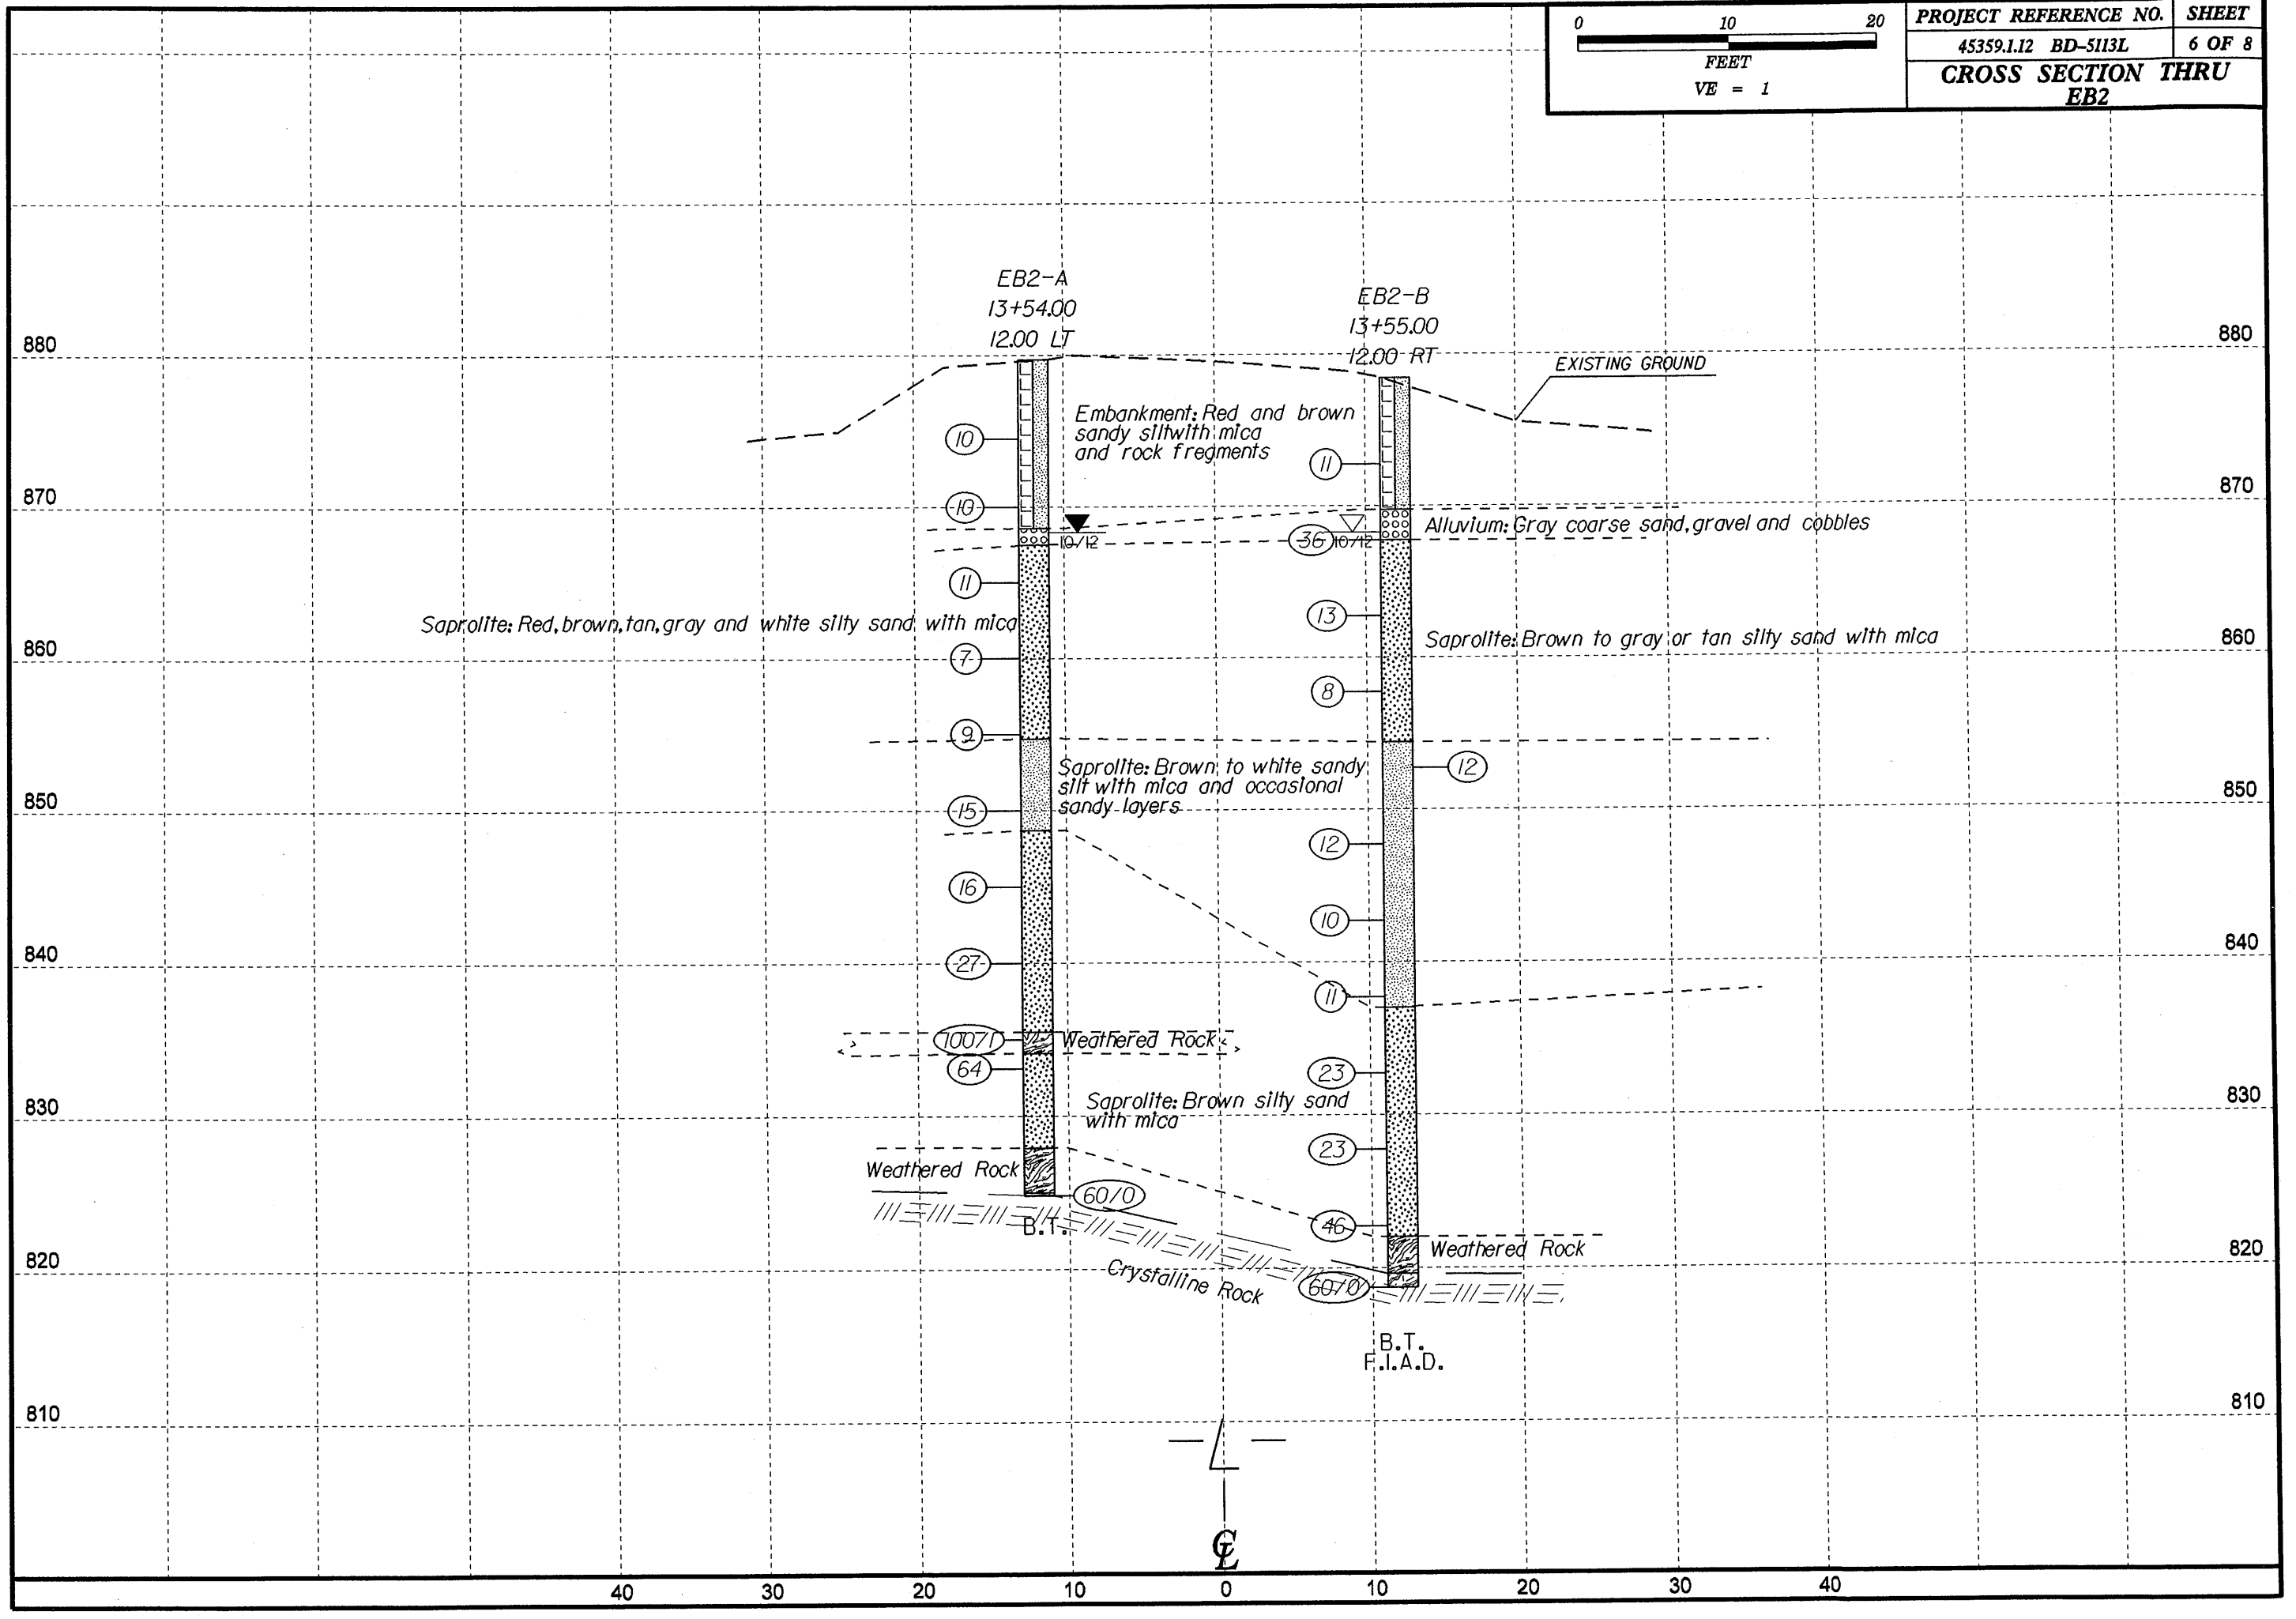 0 10 20
FEET
VE = 1
PROJECT REFERENCE NO.
SHEET
45359.1.12 BD-5113L
6 OF 8
CROSS SECTION THRU
EB2
EB2-A
13+54.00
12.00 LT
EB2-B
13+55.00
12.00 RT
880
880
EXISTING GROUND
Embankment: Red and brown
sandy siltwith mica
and rock fregments
10
11
870
10
870
Alluvium: Gray coarse sand, gravel and cobbles
10/12
36
10/12
11
13
Saprolite: Red, brown, tan, gray and white silty sand with mica
Saprolite: Brown to gray or tan silty sand with mica
860
7
860
8
9
Saprolite: Brown to white sandy
silt with mica and occasional
sandy layers
12
850
15
850
12
16
10
840
27
840
11
100/1
Weathered Rock
64
23
Saprolite: Brown silty sand
with mica
830
830
23
Weathered Rock
60/0
B.T.
46
Weathered Rock
820
820
Crystalline Rock
60/0
B.T.
F.I.A.D.
810
810
L
CL
40 30 20 10 0 10 20 30 40